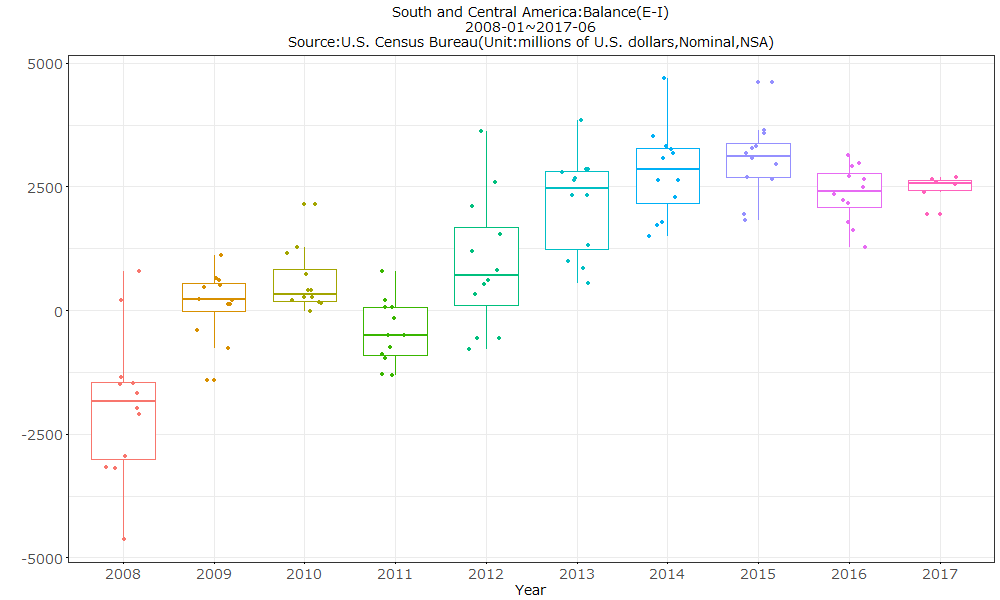 South and Central America:Balance(E-I)
2008-01~2017-06
Source:U.S. Census Bureau(Unit:millions of U.S. dollars,Nominal,NSA)
5000
2500
0
-2500
-5000
2008 2009 2010 2011 2012 2013 2014 2015 2016 2017
Year